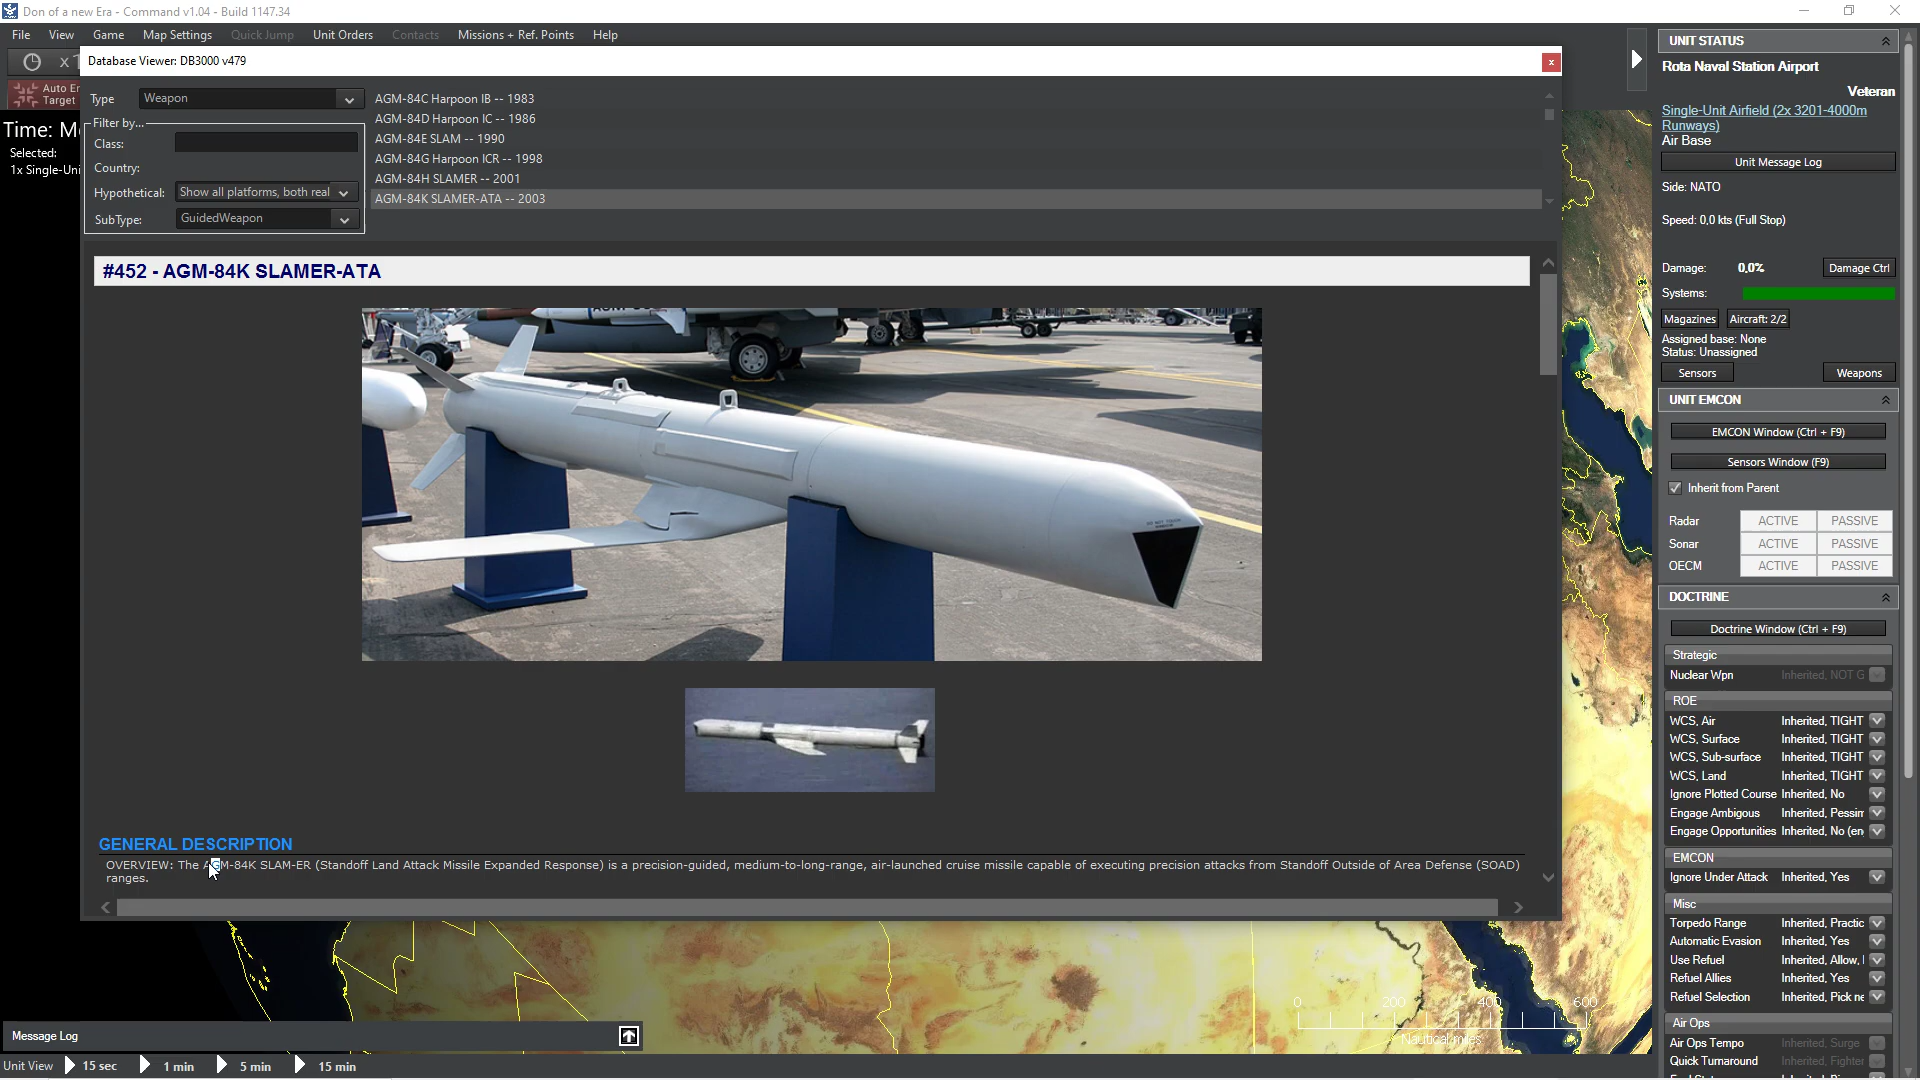 Don of a new Era - Command v1.04 - Build 1147.34
File View Game Map Settings Quick Jump Unit Orders Contacts Missions + Ref. Points Help
Database Viewer: DB3000 v479
x
Auto
Target
Time:
Selected:
Type Weapon
Filter by...
Class:
Country:
Hypothetical: Show all platforms, both real
SubType: GuidedWeapon
AGM-84C Harpoon IB -- 1983
AGM-84D Harpoon IC -- 1986
AGM-84E SLAM -- 1990
AGM-84G Harpoon ICR -- 1998
AGM-84H SLAMER -- 2001
AGM-84K SLAMER-ATA -- 2003
#452 - AGM-84K SLAMER-ATA
GENERAL DESCRIPTION
OVERVIEW: The AGM-84K SLAM-ER (Standoff Land Attack Missile Expanded Response) is a precision-guided, medium-to-long-range, air-launched cruise missile capable of executing precision attacks from Standoff Outside of Area Defense (SOAD)
ranges.
0 200 400 600
Nautical miles
Message Log
Unit View 15 sec 1 min 5 min 15 min
UNIT STATUS
Rota Naval Station Airport
Veteran
Single-Unit Airfield (2x 3201-4000m
Runways)
Air Base
Unit Message Log
Side: NATO
Speed: 0,0 kts (Full Stop)
Damage: 0,0% Damage Ctrl
Systems:
Magazines Aircraft: 2/2
Assigned base: None
Status: Unassigned
Sensors Weapons
UNIT EMCON
EMCON Window (Ctrl + F9)
Sensors Window (F9)
Inherit from Parent
Radar ACTIVE PASSIVE
Sonar ACTIVE PASSIVE
OECM ACTIVE PASSIVE
DOCTRINE
Doctrine Window (Ctrl + F9)
Strategic
Nuclear Wpn Inherited, NOT G
ROE
WCS, Air Inherited, TIGHT
WCS, Surface Inherited, TIGHT
WCS, Sub-surface Inherited, TIGHT
WCS, Land Inherited, TIGHT
Ignore Plotted Course Inherited, No
Engage Ambiguous Inherited, Pessim
Engage Opportunities Inherited, No (en
EMCON
Ignore Under Attack Inherited, Yes
Misc
Torpedo Range Inherited, Practic
Automatic Evasion Inherited, Yes
Use Refuel Inherited, Allow,
Refuel Allies Inherited, Yes
Refuel Selection Inherited, Pick ne
Air Ops
Air Ops Tempo Inherited, Surge
Quick Turnaround Inherited, Fighter